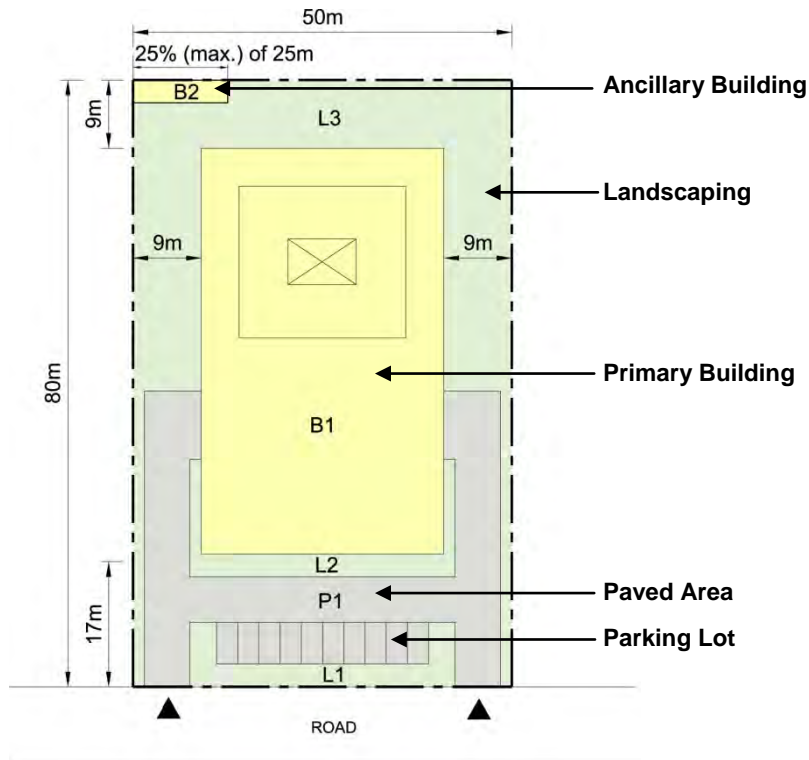 50m
25% (max.) of 25m
B2
Ancillary Building
9m
L3
Landscaping
9m
9m
80m
Primary Building
B1
L2
17m
P1
Paved Area
Parking Lot
L1
ROAD